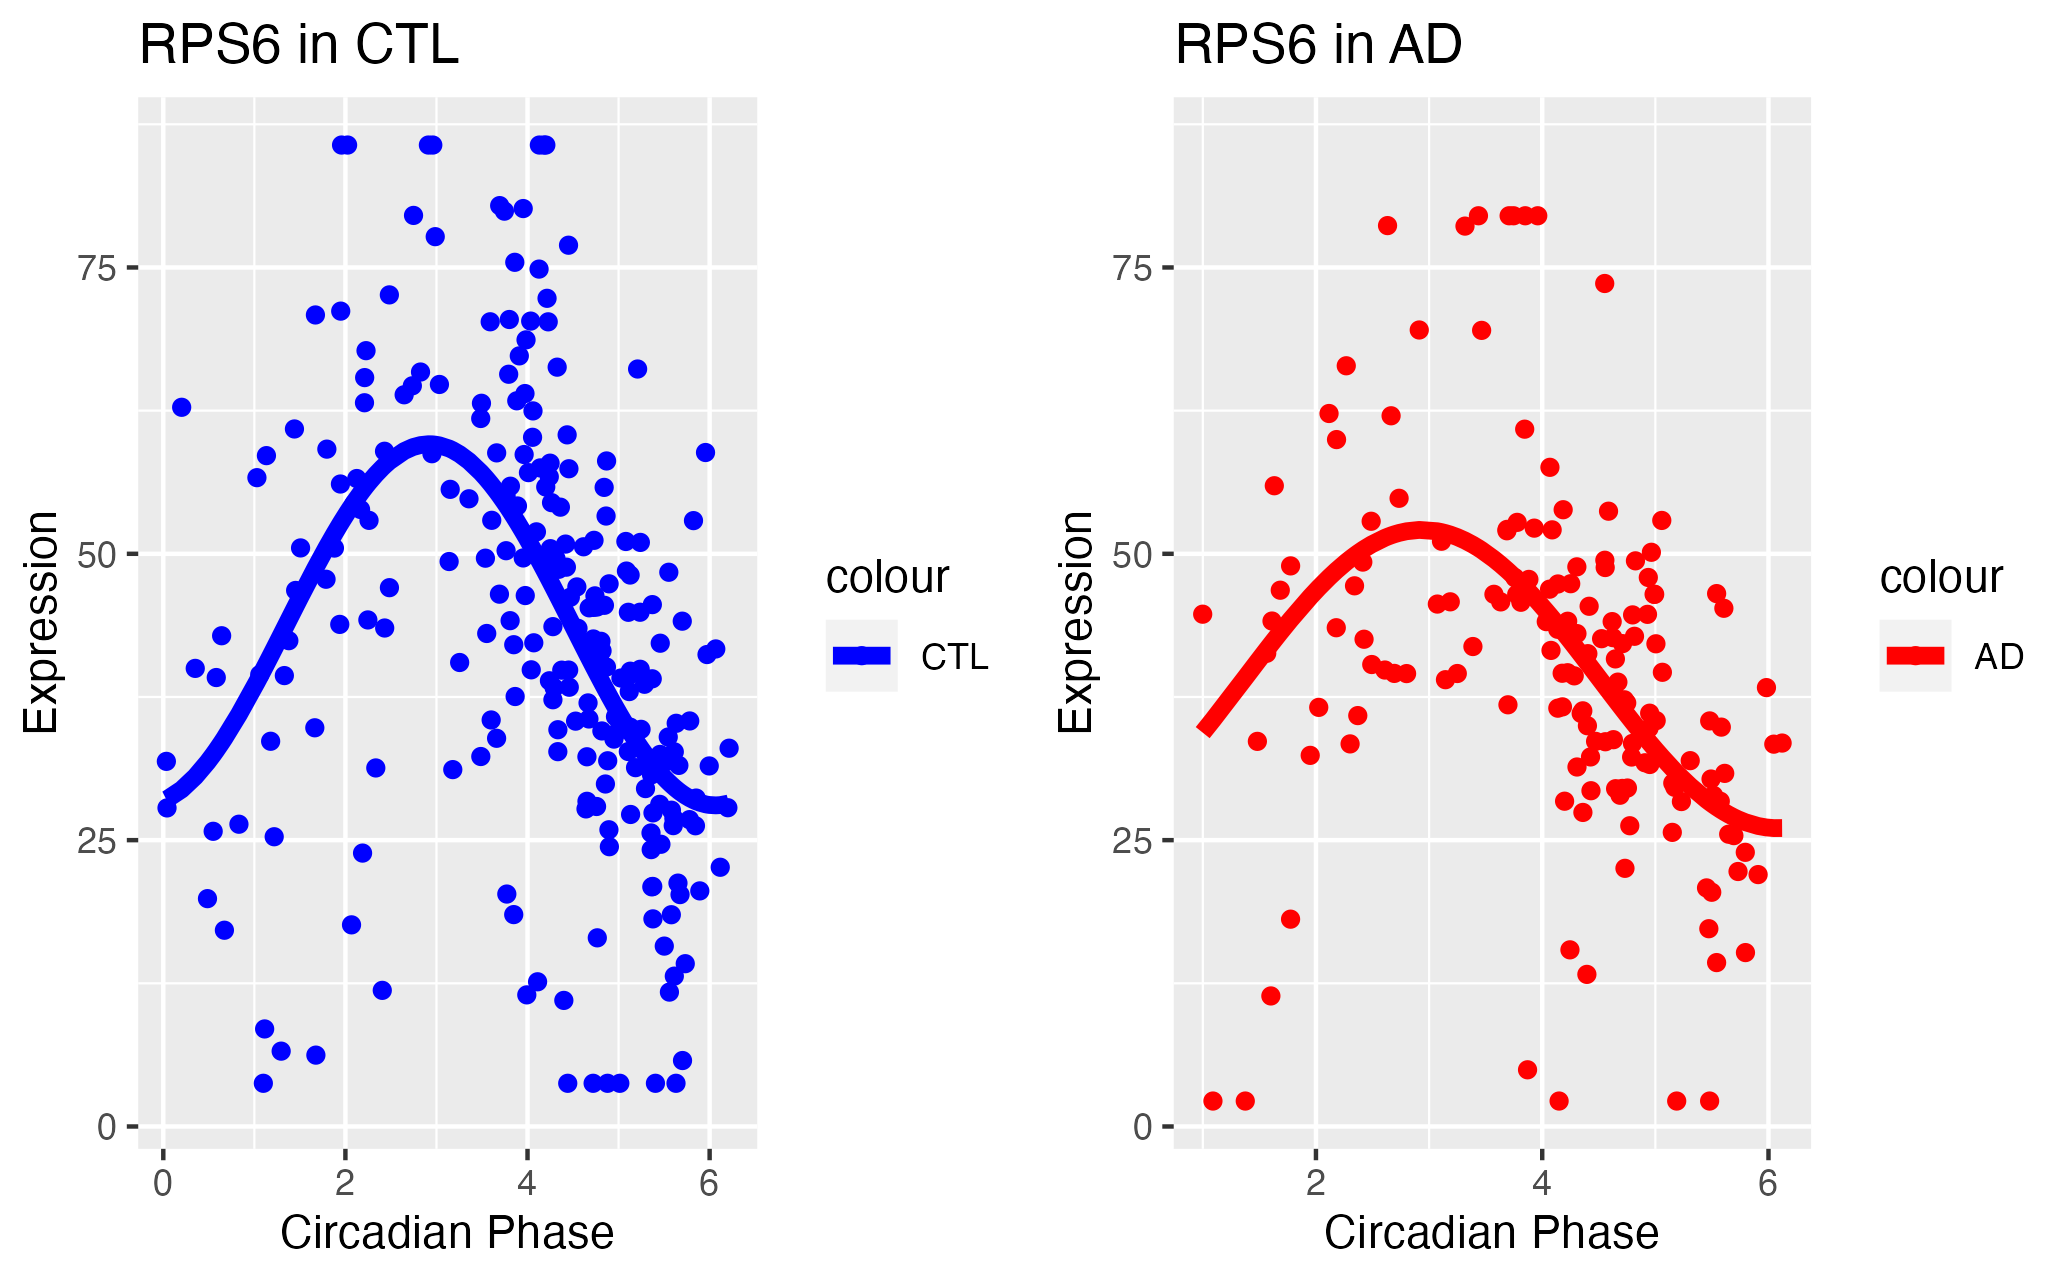 RPS6 in CTL
Expression
75
50
25
0
0 2 4 6
Circadian Phase
colour
CTL
RPS6 in AD
Expression
75
50
25
0
2 4 6
Circadian Phase
colour
AD